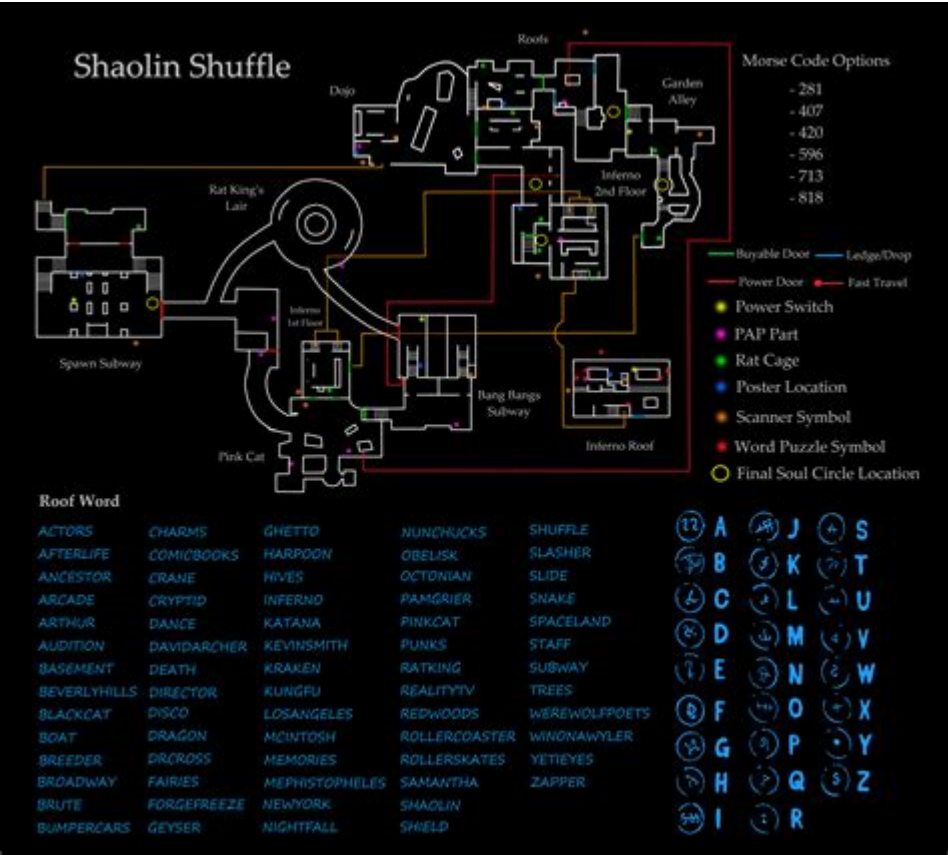 Shaolin Shuffle
Roofs
Morse Code Options
- 281
- 407
- 420
- 596
- 713
- 818
Dojo
Garden
Alley
Rat King's
Lair
Inferno
2nd Floor
Inferno
1st Floor
Spawn Subway
Bang Bangs
Subway
Pink Cat
Inferno Roof
Buyable Door
Ledge/Drop
Power Door
Fast Travel
Power Switch
PAP Part
Rat Cage
Poster Location
Scanner Symbol
Word Puzzle Symbol
Final Soul Circle Location
Roof Word
ACTORS
AFTERLIFE
ANCESTOR
ARCADE
ARTHUR
AUDITION
BASEMENT
BEVERLYHILLS
BLACKCAT
BOAT
BREEDER
BROADWAY
BRUTE
BUMPERCARS
CHARMS
COMICBOOKS
CRANE
CRYPTID
DANCE
DAVIDARCHER
DEATH
DIRECTOR
DISCO
DRAGON
DRCROSS
FAIRIES
FORGEFREEZE
GEYSER
GHETTO
HARPOON
HIVES
INFERNO
KATANA
KEVINSMITH
KRAKEN
KUNGFU
LOSANGELES
MCINTOSH
MEMORIES
MEPHISTOPHELES
NEWYORK
NIGHTFALL
NUNCHUCKS
OBELISK
OCTONIAN
PAMGRIER
PINKCAT
PUNKS
RATKING
REALITYTV
REDWOODS
ROLLERCOASTER
ROLLERSKATES
SAMANTHA
SHAOLIN
SHIELD
SHUFFLE
SLASHER
SLIDE
SNAKE
SPACELAND
STAFF
SUBWAY
TREES
WEREWOLFPOETS
WINONAWYLER
YETIEYES
ZAPPER
A
B
C
D
E
F
G
H
I
J
K
L
M
N
O
P
Q
R
S
T
U
V
W
X
Y
Z